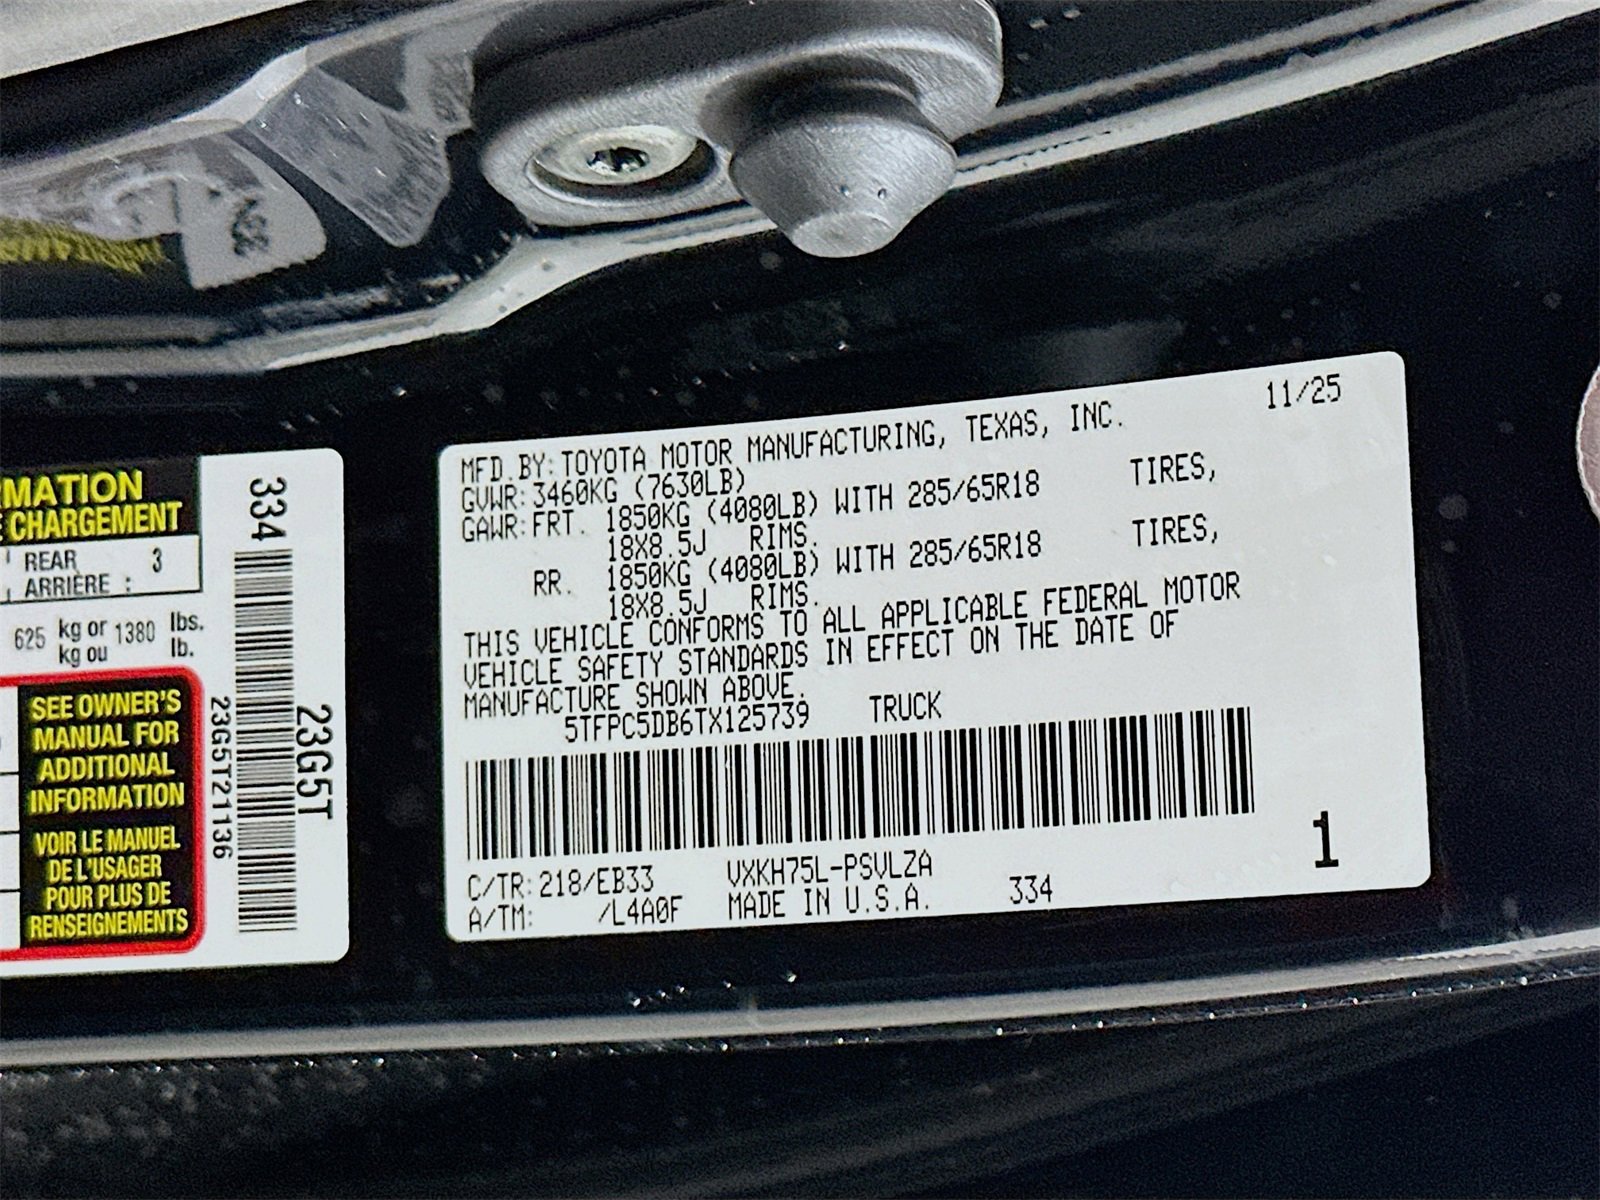 RMATION
E CHARGEMENT
REAR 3
ARRIÈRE :
625 kg or 1380 lbs.
kg ou lb.
SEE OWNER'S
MANUAL FOR
ADDITIONAL
INFORMATION
VOIR LE MANUEL
DE L'USAGER
POUR PLUS DE
RENSEIGNEMENTS
334
23G5T21136
23G5T
MFD.BY:TOYOTA MOTOR MANUFACTURING, TEXAS, INC. 11/25
GVWR:3460KG (7630LB)
GAWR:FRT. 1850KG (4080LB) WITH 285/65R18 TIRES,
18X8.5J RIMS.
RR. 1850KG (4080LB) WITH 285/65R18 TIRES,
18X8.5J RIMS.
THIS VEHICLE CONFORMS TO ALL APPLICABLE FEDERAL MOTOR
VEHICLE SAFETY STANDARDS IN EFFECT ON THE DATE OF
MANUFACTURE SHOWN ABOVE.
5TFPC5DB6TX125739 TRUCK
C/TR:218/EB33 VXKH75L-PSVLZA 1
A/TM: /L4A0F MADE IN U.S.A. 334